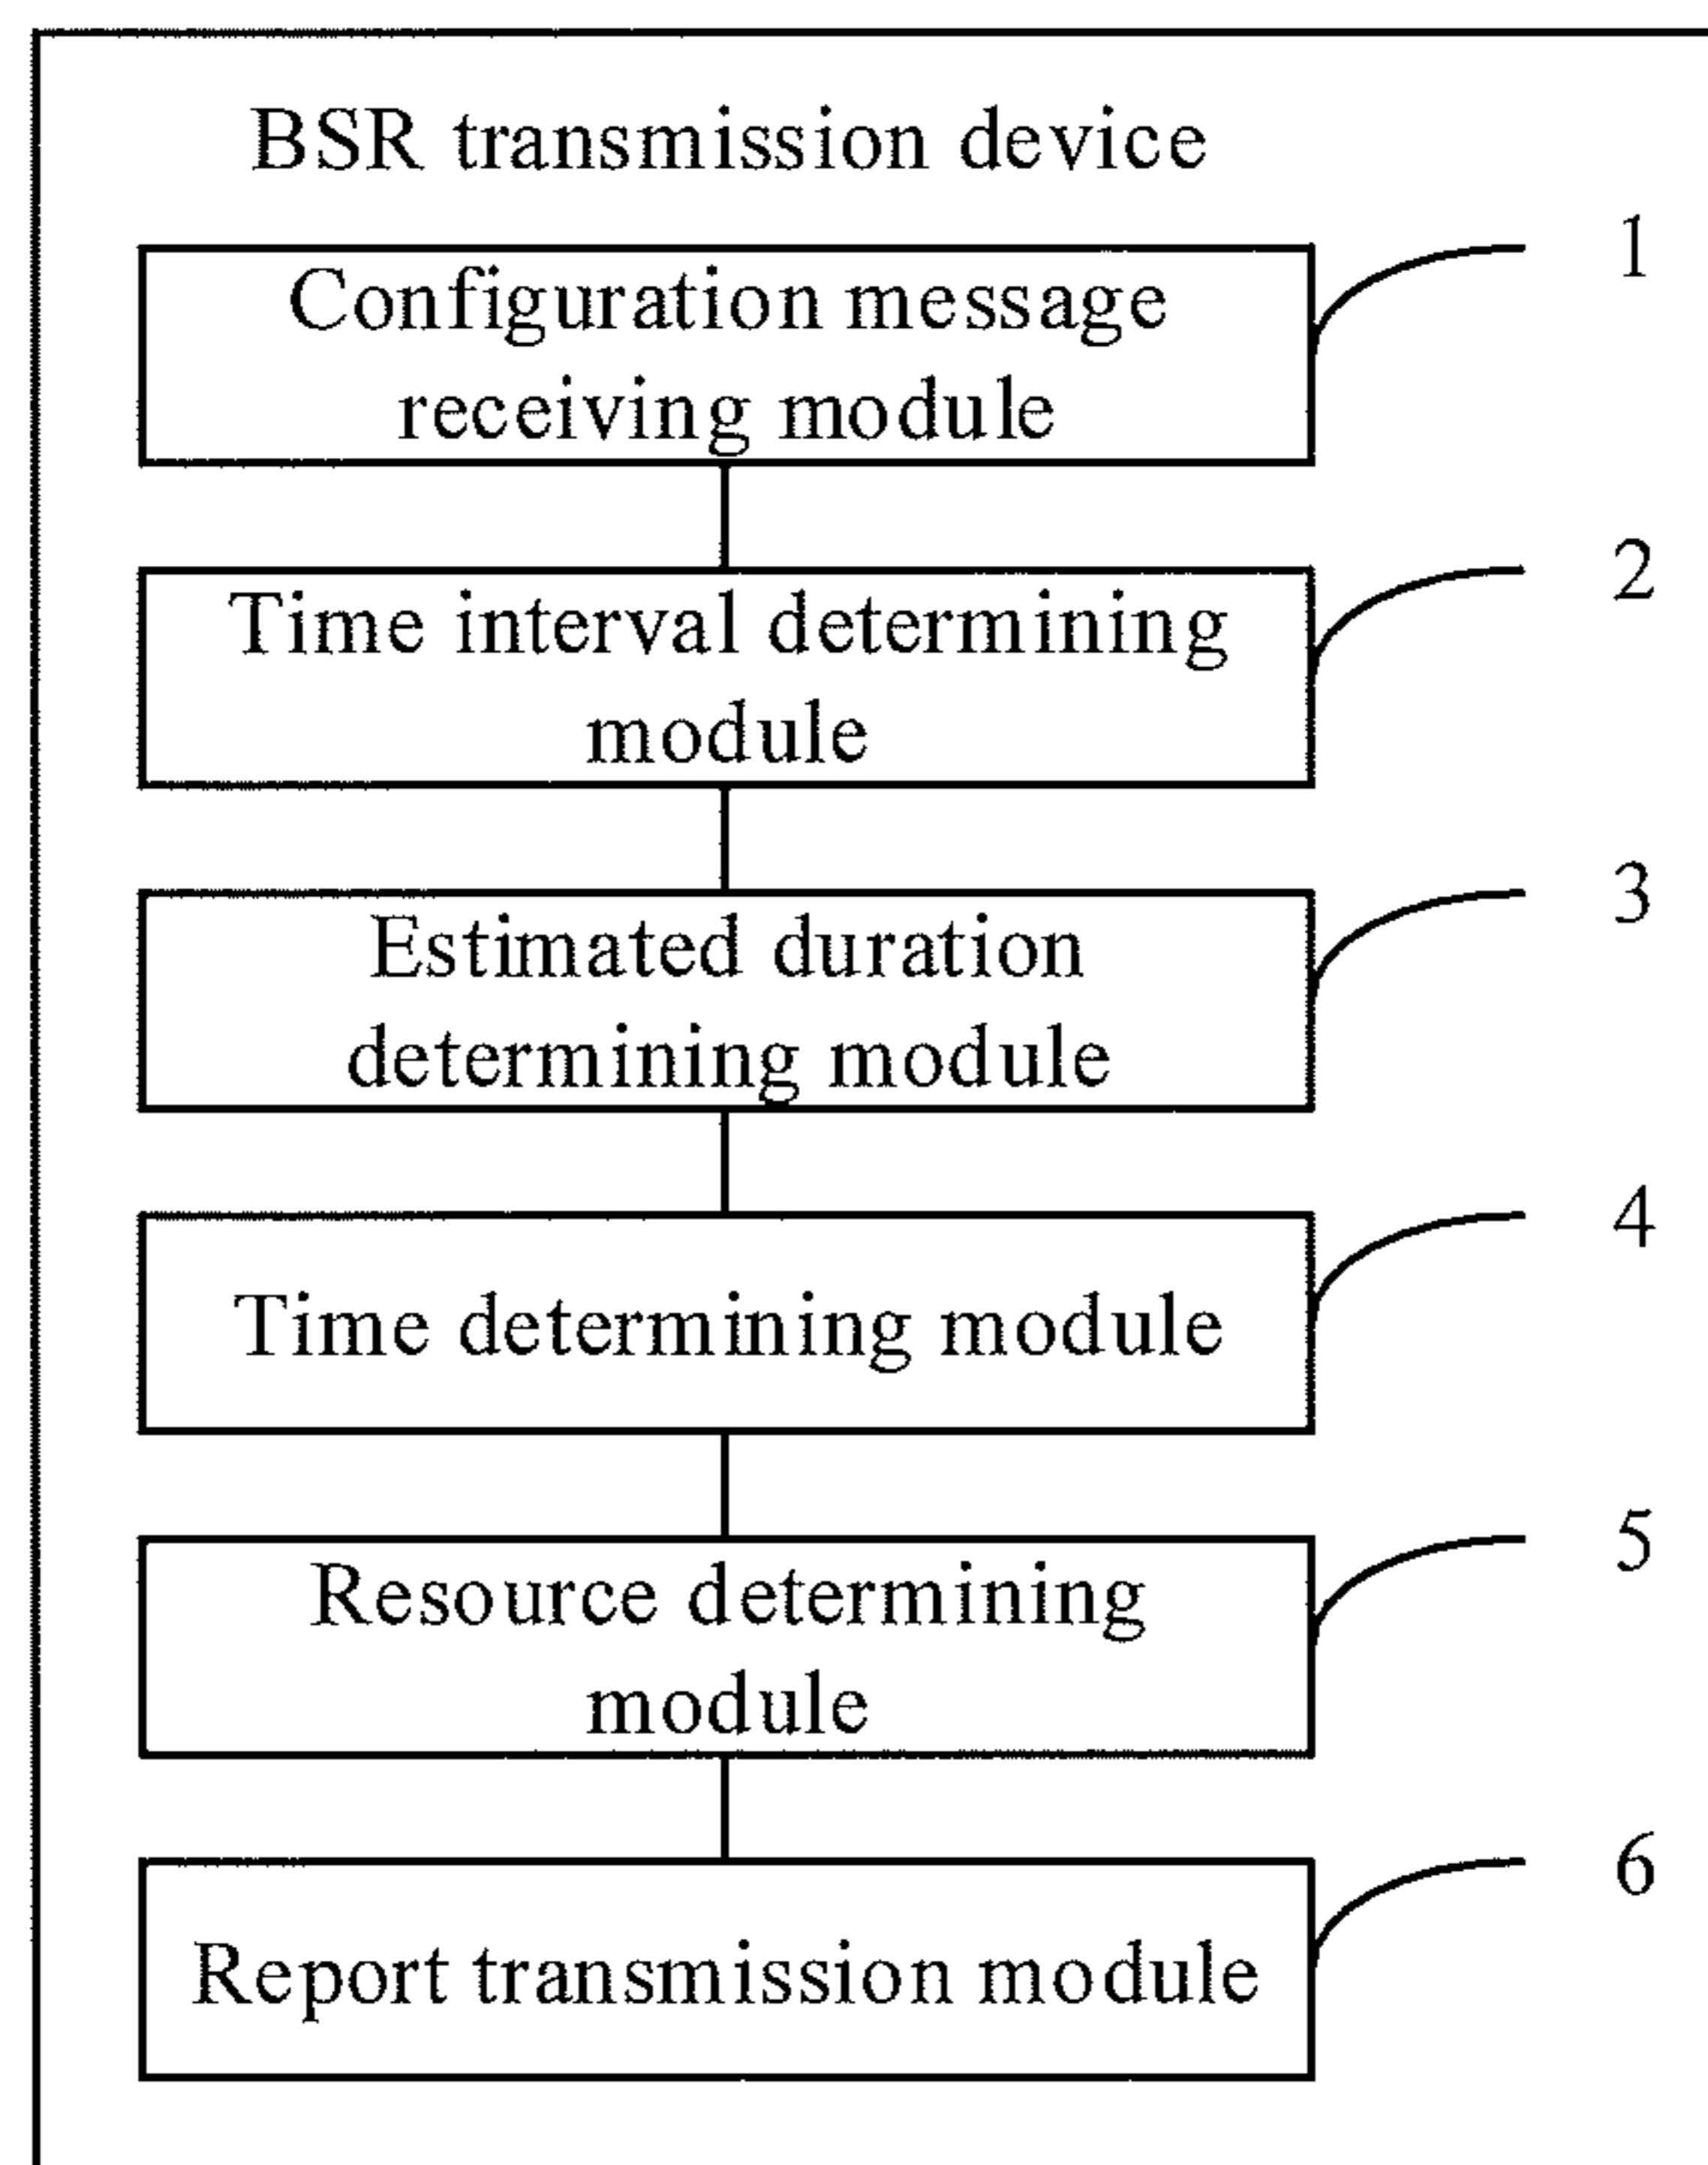 BSR transmission device
1
Configuration message
receiving module
2
Time interval determining
module
3
Estimated duration
determining module
4
Time determining module
5
Resource determining
module
6
Report transmission module